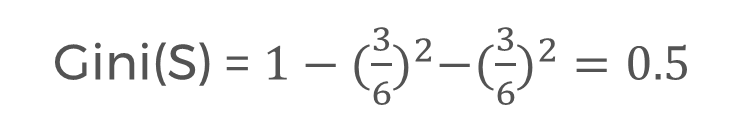 Gini(S) = 1 − (3/6)²−(3/6)² = 0.5